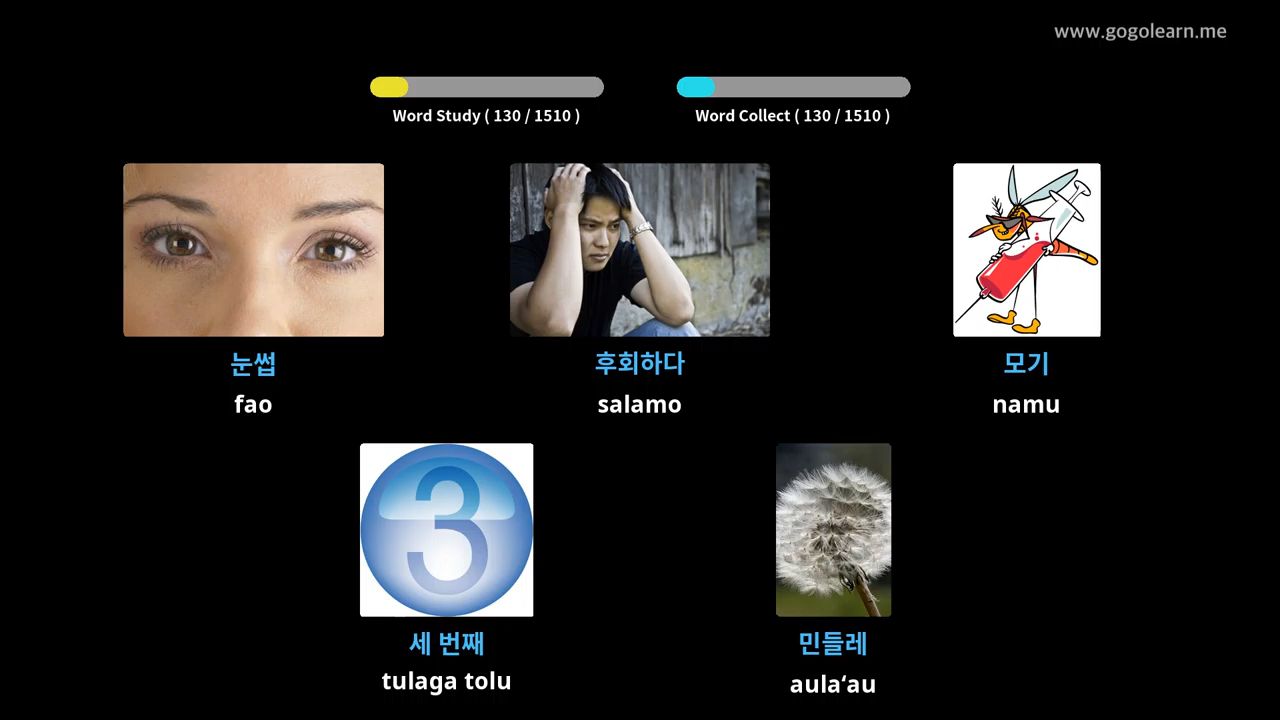 www.gogolearn.me
Word Study ( 130 / 1510 )
Word Collect ( 130 / 1510 )
눈썹
fao
후회하다
salamo
모기
namu
3
세 번째
tulaga tolu
민들레
aula‘au